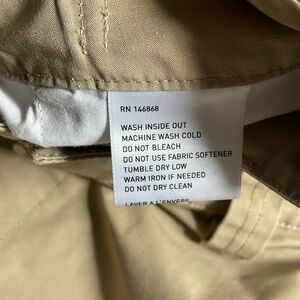 RN 146868
WASH INSIDE OUT
MACHINE WASH COLD
DO NOT BLEACH
DO NOT USE FABRIC SOFTENER
TUMBLE DRY LOW
WARM IRON IF NEEDED
DO NOT DRY CLEAN
LAVER A L'ENVERS